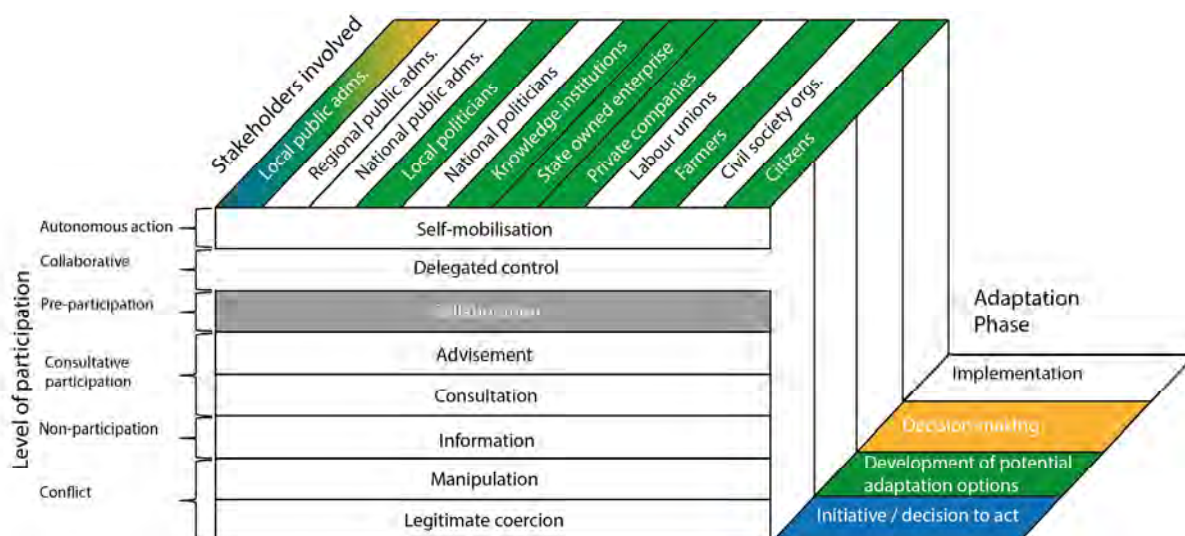 Stakeholders involved
Local public adms.
Regional public adms.
National public adms.
Local politicians
National politicians
Knowledge institutions
State owned enterprise
Private companies
Labour unions
Farmers
Civil society orgs.
Citizens
Level of participation
Autonomous action
Self-mobilisation
Collaborative
Delegated control
Pre-participation
Consultative
participation
Advisement
Consultation
Non-participation
Information
Conflict
Manipulation
Legitimate coercion
Adaptation
Phase
Implementation
Decision making
Development of potential
adaptation options
Initiative / decision to act